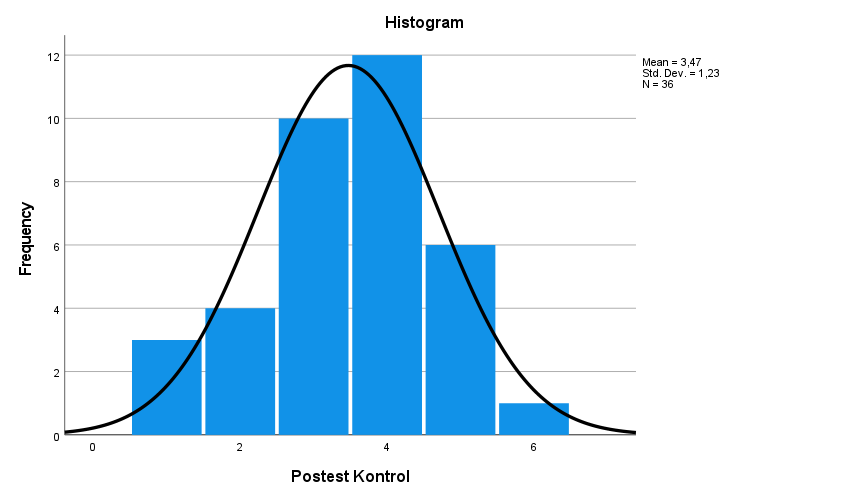 Histogram
Mean = 3,47
Std. Dev. = 1,23
N = 36
12
10
8
6
4
2
0
Frequency
0 2 4 6
Postest Kontrol